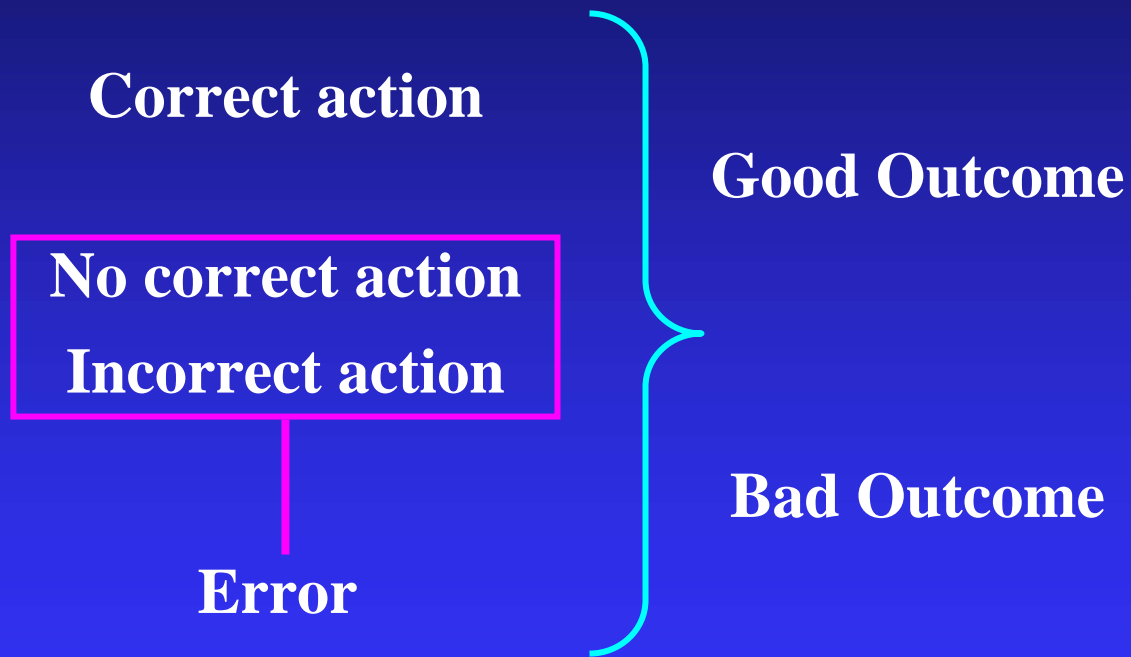 Correct action
No correct action
Incorrect action
Error
Good Outcome
Bad Outcome